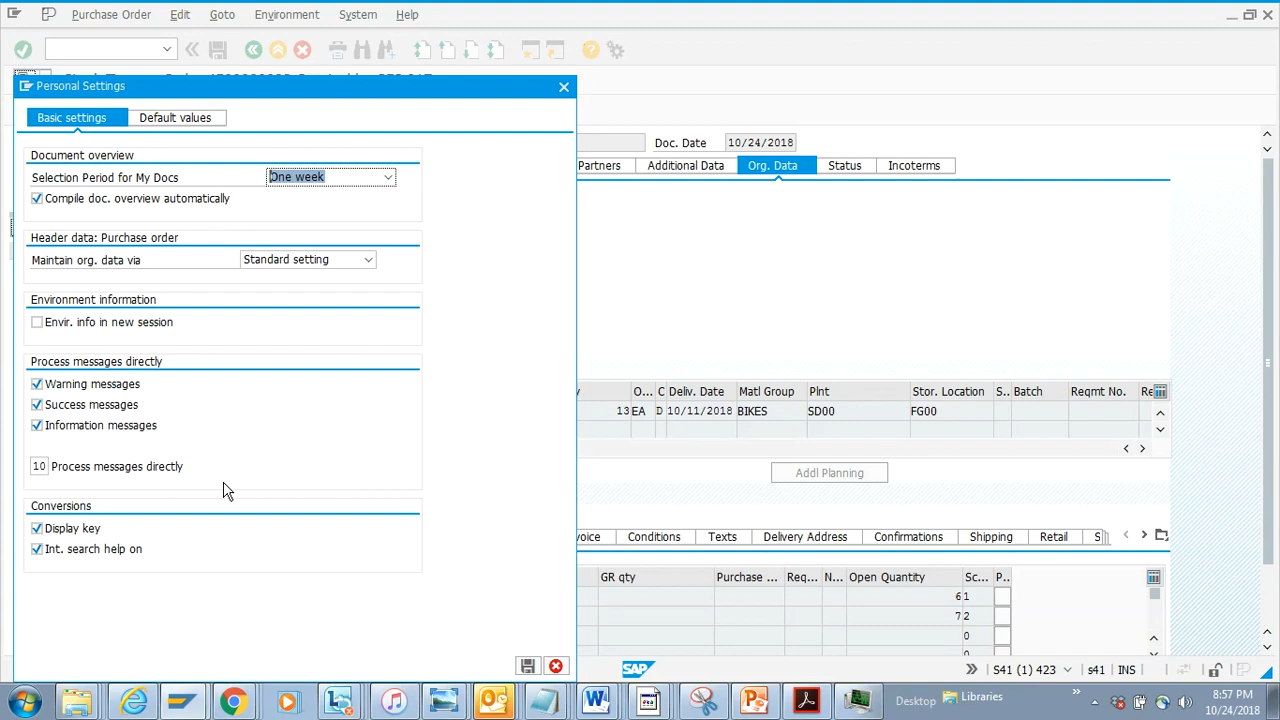 Purchase Order Edit Goto Environment System Help
Personal Settings
Basic settings Default values
Document overview
Selection period for My Docs One week
Compile doc. overview automatically
Header data: Purchase order
Maintain org. data via Standard setting
Environment information
Envir. info in new session
Process messages directly
Warning messages
Success messages
Information messages
10 Process messages directly
Conversions
Display key
Int. search help on
Doc. Date 10/24/2018
Partners Additional Data Org. Data Status Incoterms
O... C Deliv. Date Matl Group Plnt Stor. Location S.. Batch Reqmt No. Re
13 EA D 10/11/2018 BIKES SD00 FG00
Addl Planning
voice Conditions Texts Delivery Address Confirmations Shipping Retail S
GR qty Purchase ... Req... N... Open Quantity Sc... P..
6 1
7 2
0
0
SAP S41 (1) 423 s41 INS
Desktop Libraries
8:57 PM
10/24/2018